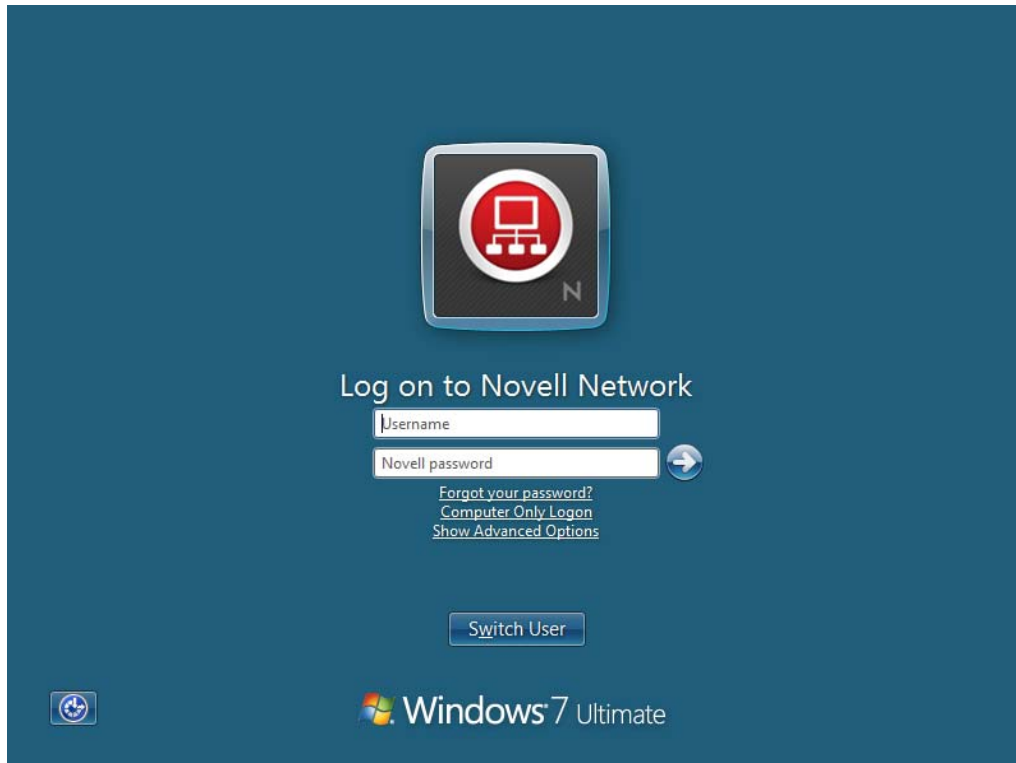 N
Log on to Novell Network
Username
Novell password
Forgot your password?
Computer Only Logon
Show Advanced Options
Switch User
Windows 7 Ultimate